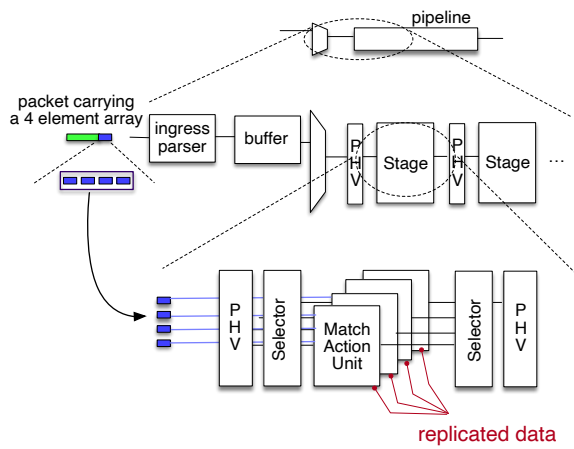 pipeline
packet carrying
a 4 element array
ingress
parser
buffer
P
H
V
Stage
P
H
V
Stage
...
P
H
V
Selector
Match
Action
Unit
Selector
P
H
V
replicated data